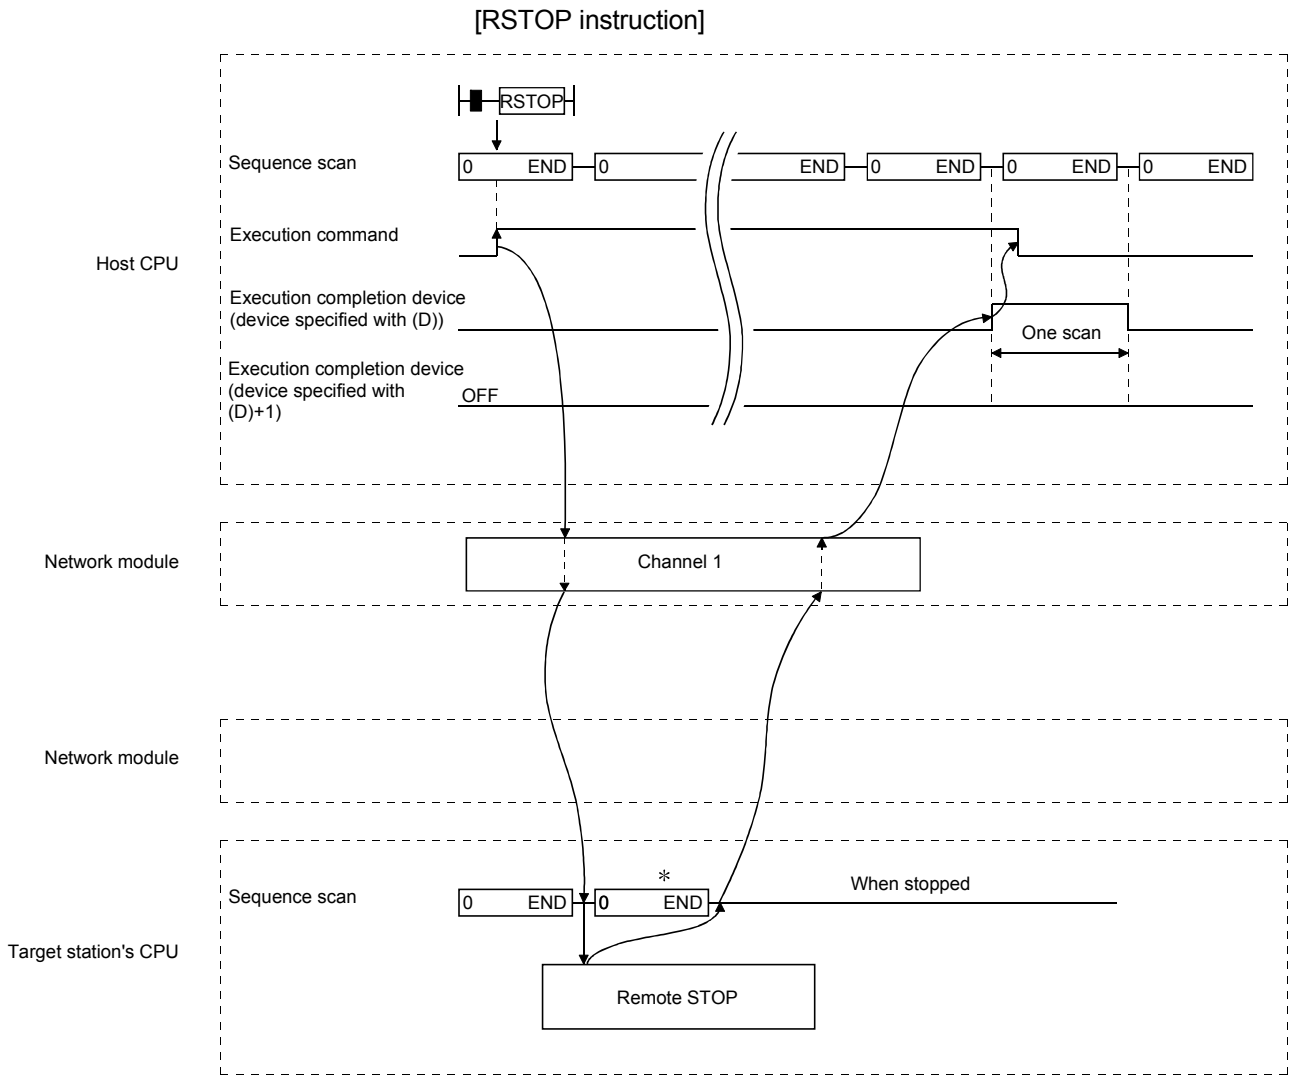 [RSTOP instruction]
RSTOP
Sequence scan
0 END 0 END 0 END 0 END 0 END
Execution command
Host CPU
Execution completion device
(device specified with (D))
One scan
Execution completion device
(device specified with
(D)+1)
OFF
Network module
Channel 1
Network module
*
When stopped
Sequence scan
0 END 0 END
Target station's CPU
Remote STOP